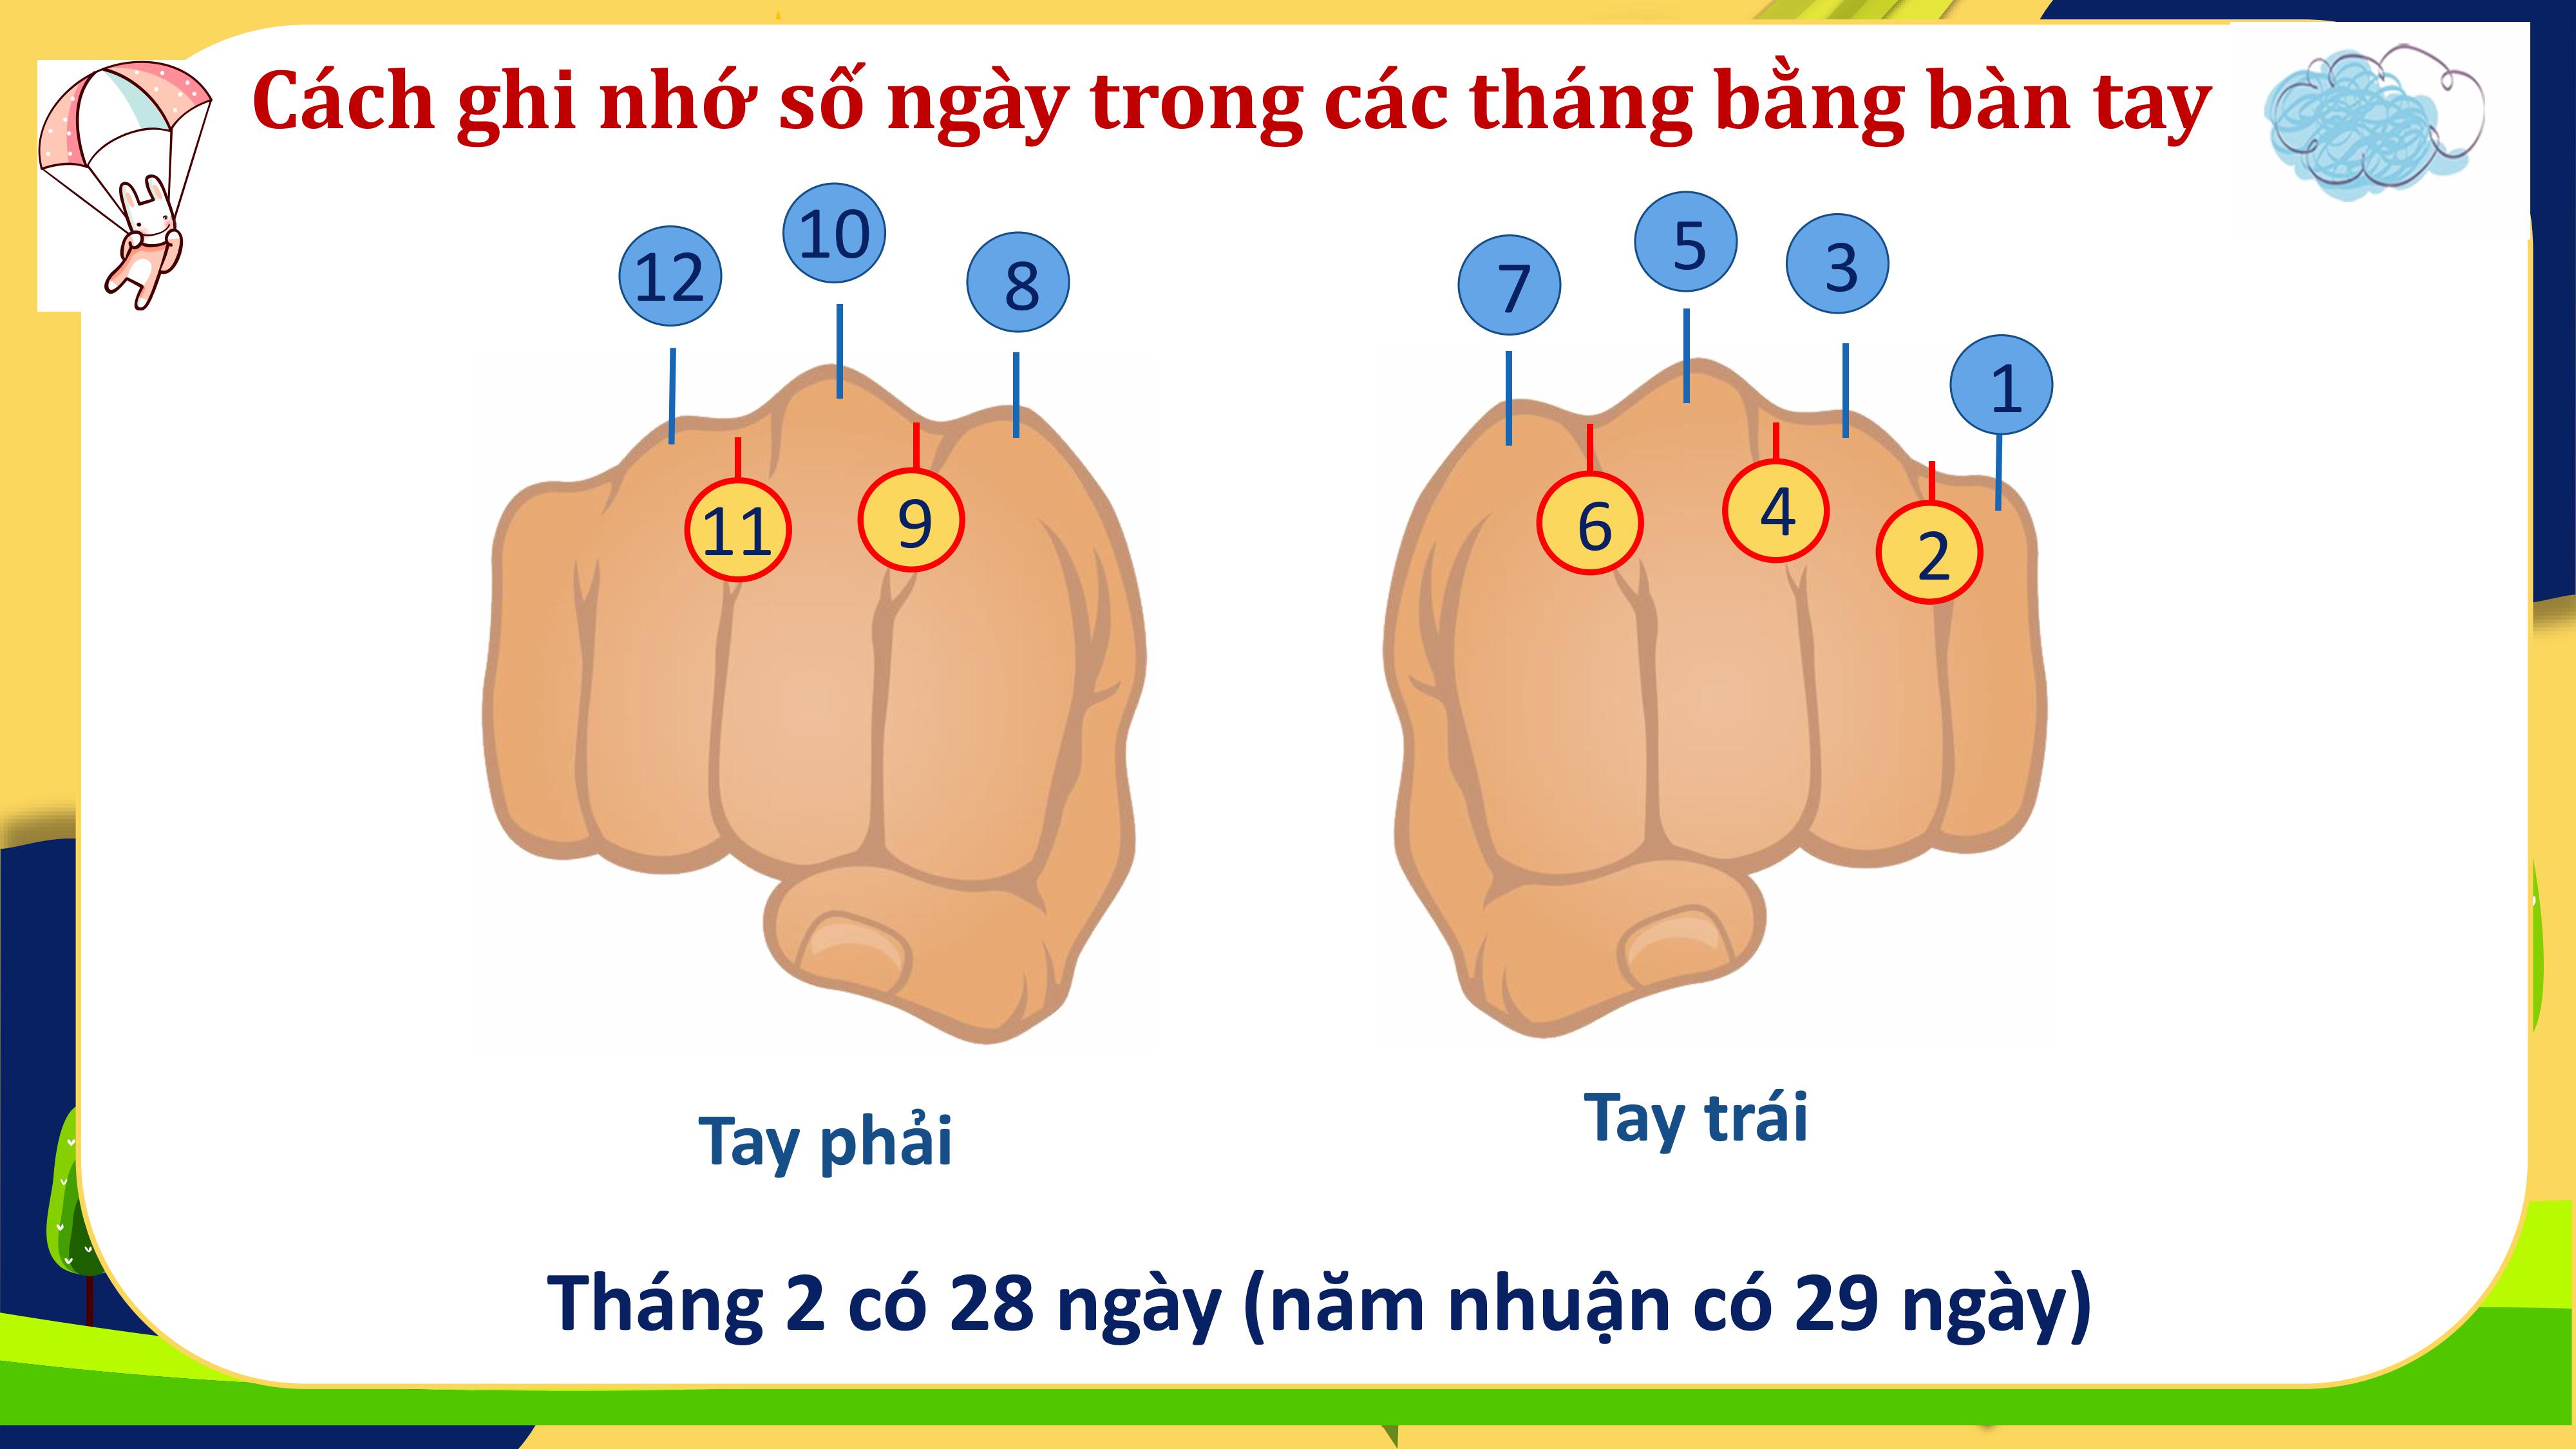 Cách ghi nhớ số ngày trong các tháng bằng bàn tay
12 10 8 7 5 3 1
11 9 6 4 2
Tay phải
Tay trái
Tháng 2 có 28 ngày (năm nhuận có 29 ngày)